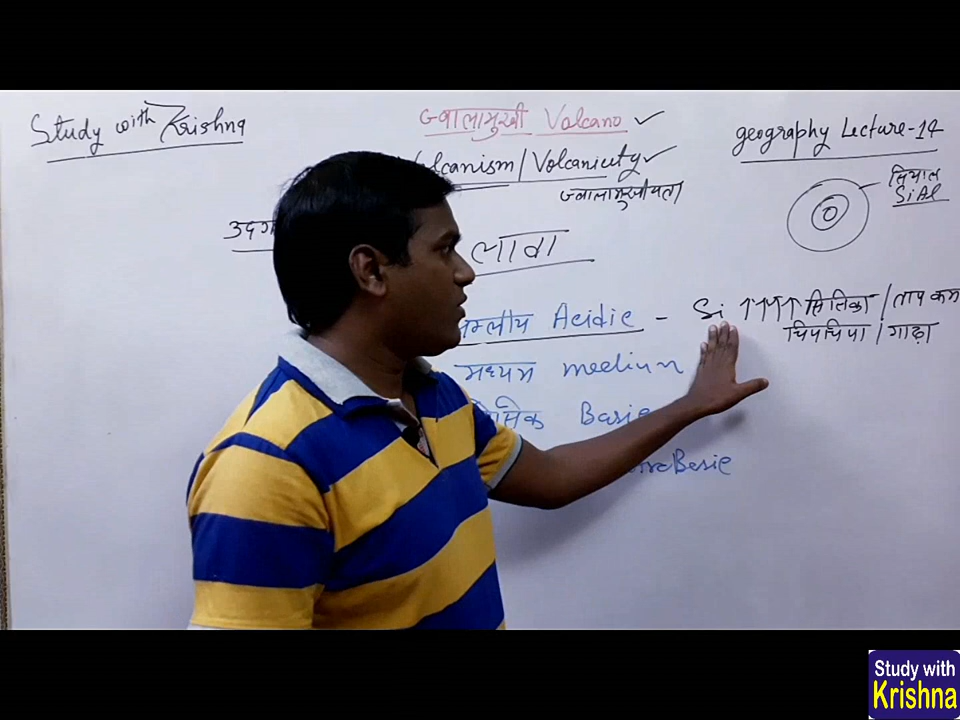 Study with Krishna
ज्वालामुखी Volcano ✓
geography Lecture-14
Volcanism/Volcanicity ✓
ज्वालामुखीयता
सियाल
SiAl
लावा
अम्लीय Acidic - Si ↑↑↑↑ सिलिका / ताप कम
चिपचिपा / गाढ़ा
मध्यम medium
Basic
Basic
Study with
Krishna